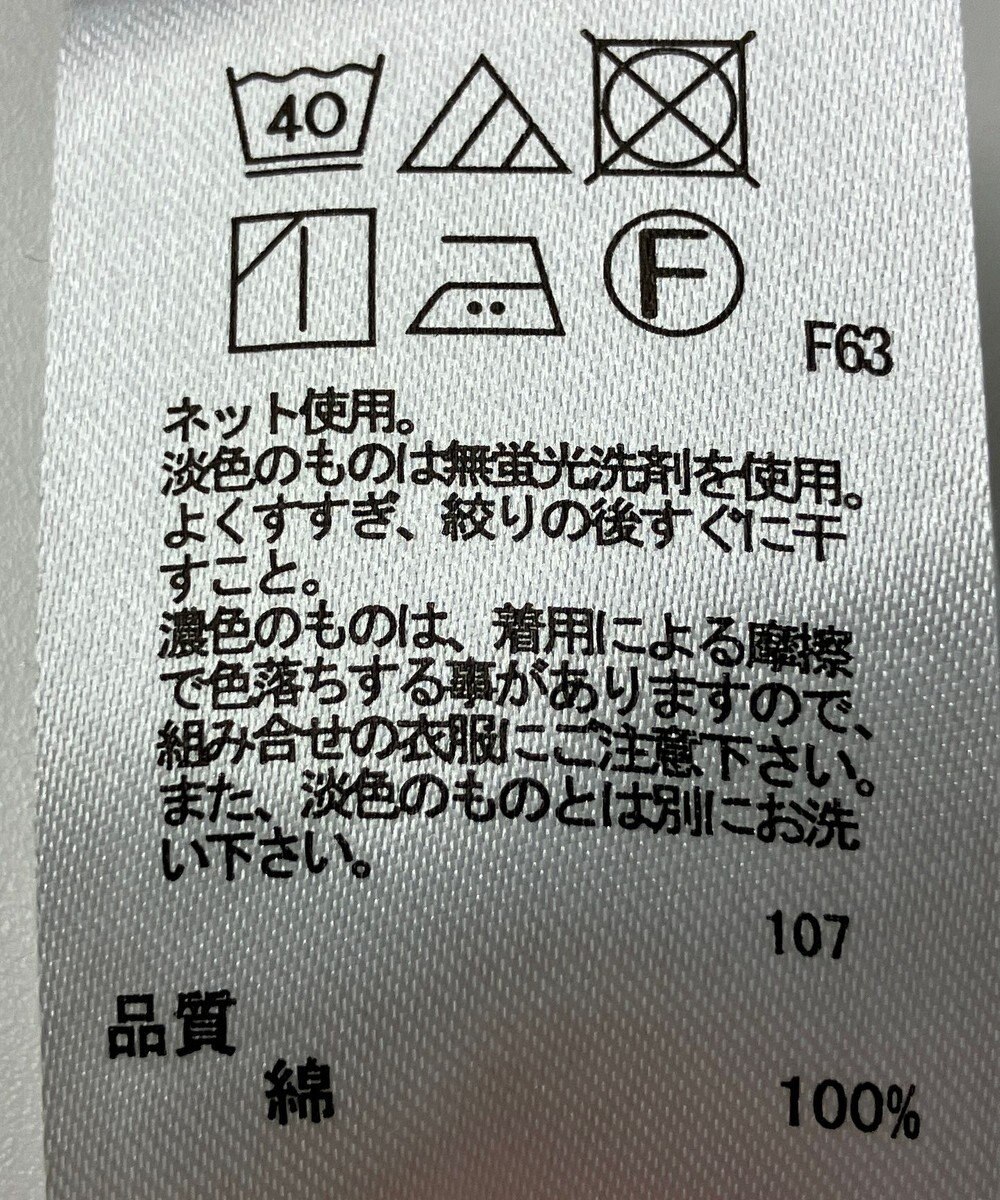 40
F
F63
ネット使用。
淡色のものは無蛍光洗剤を使用。
よくすすぎ、絞りの後すぐに干
すこと。
濃色のものは、着用による摩擦
で色落ちする事がありますので、
組み合せの衣服にご注意下さい。
また、淡色のものとは別にお洗
い下さい。
107
品質
綿 100%